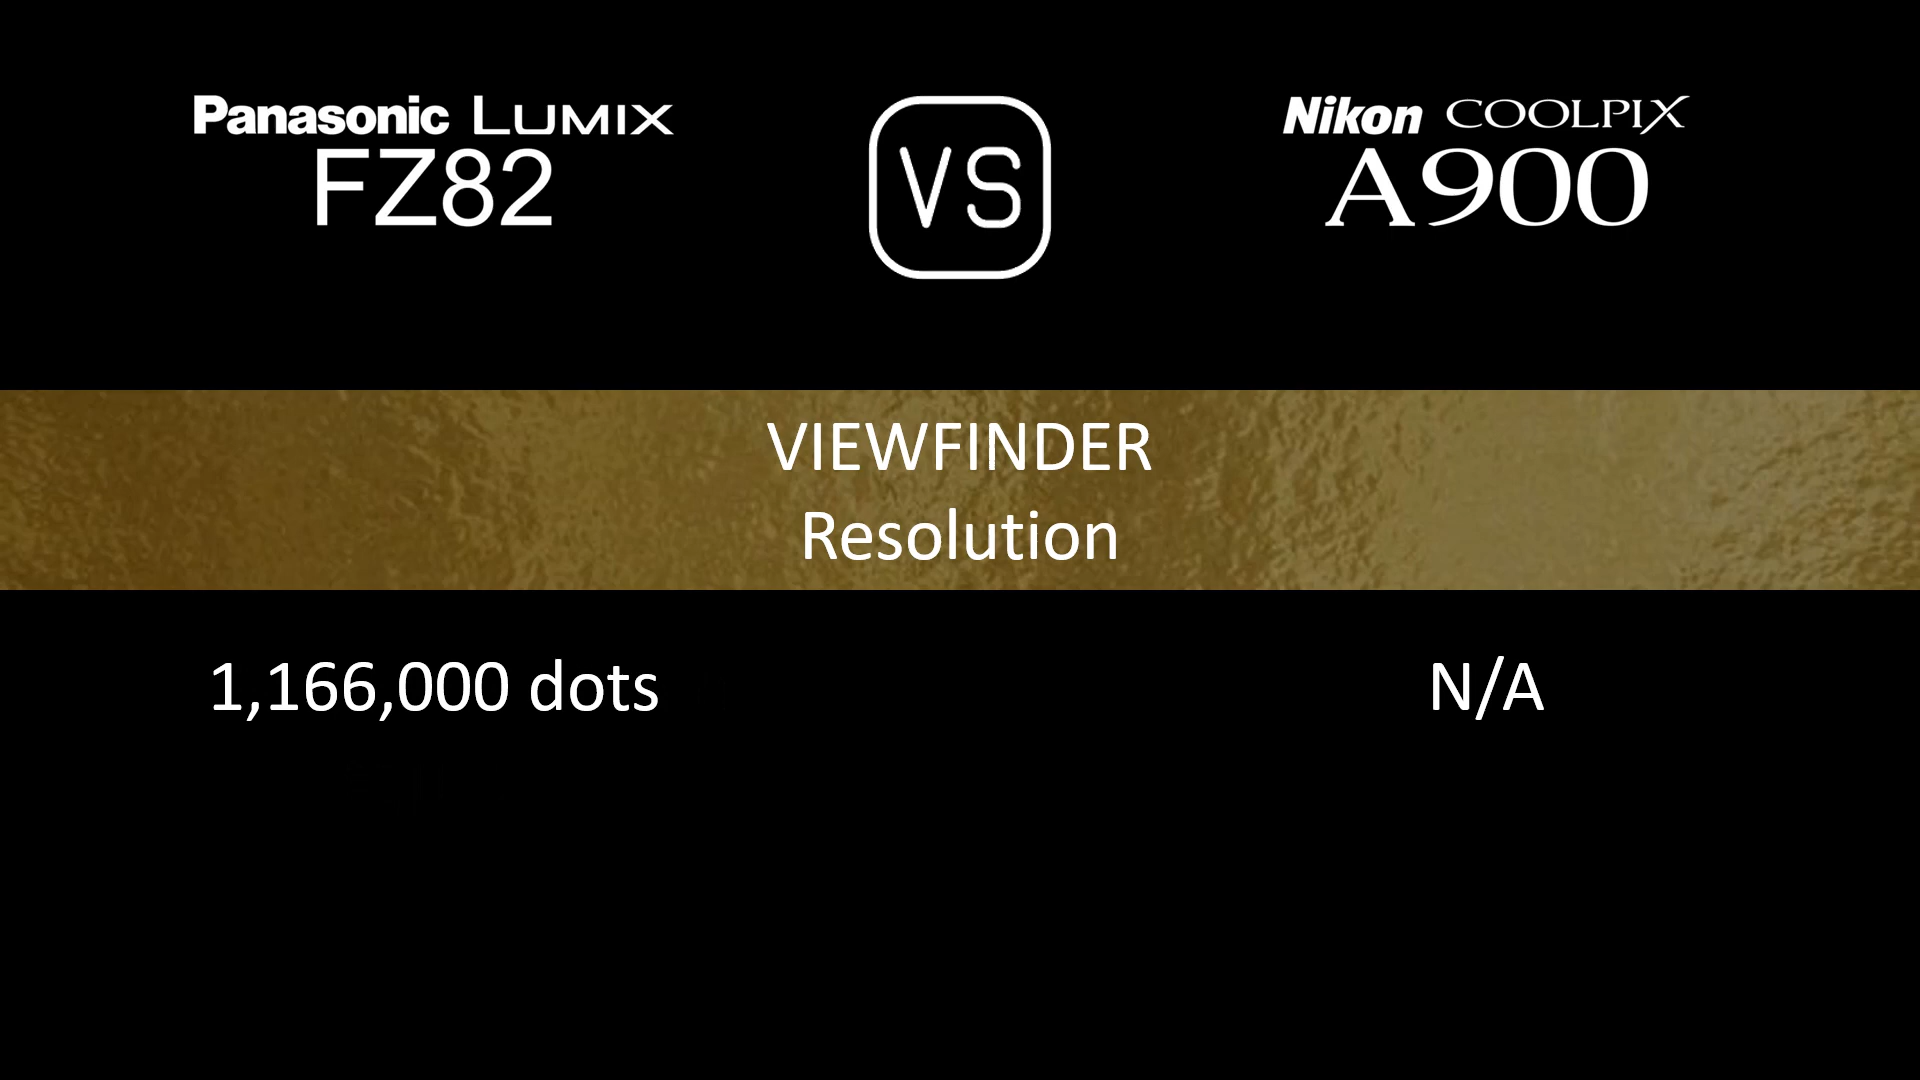 Panasonic LUMIX
FZ82
VS
Nikon COOLPIX
A900
VIEWFINDER
Resolution
1,166,000 dots
N/A